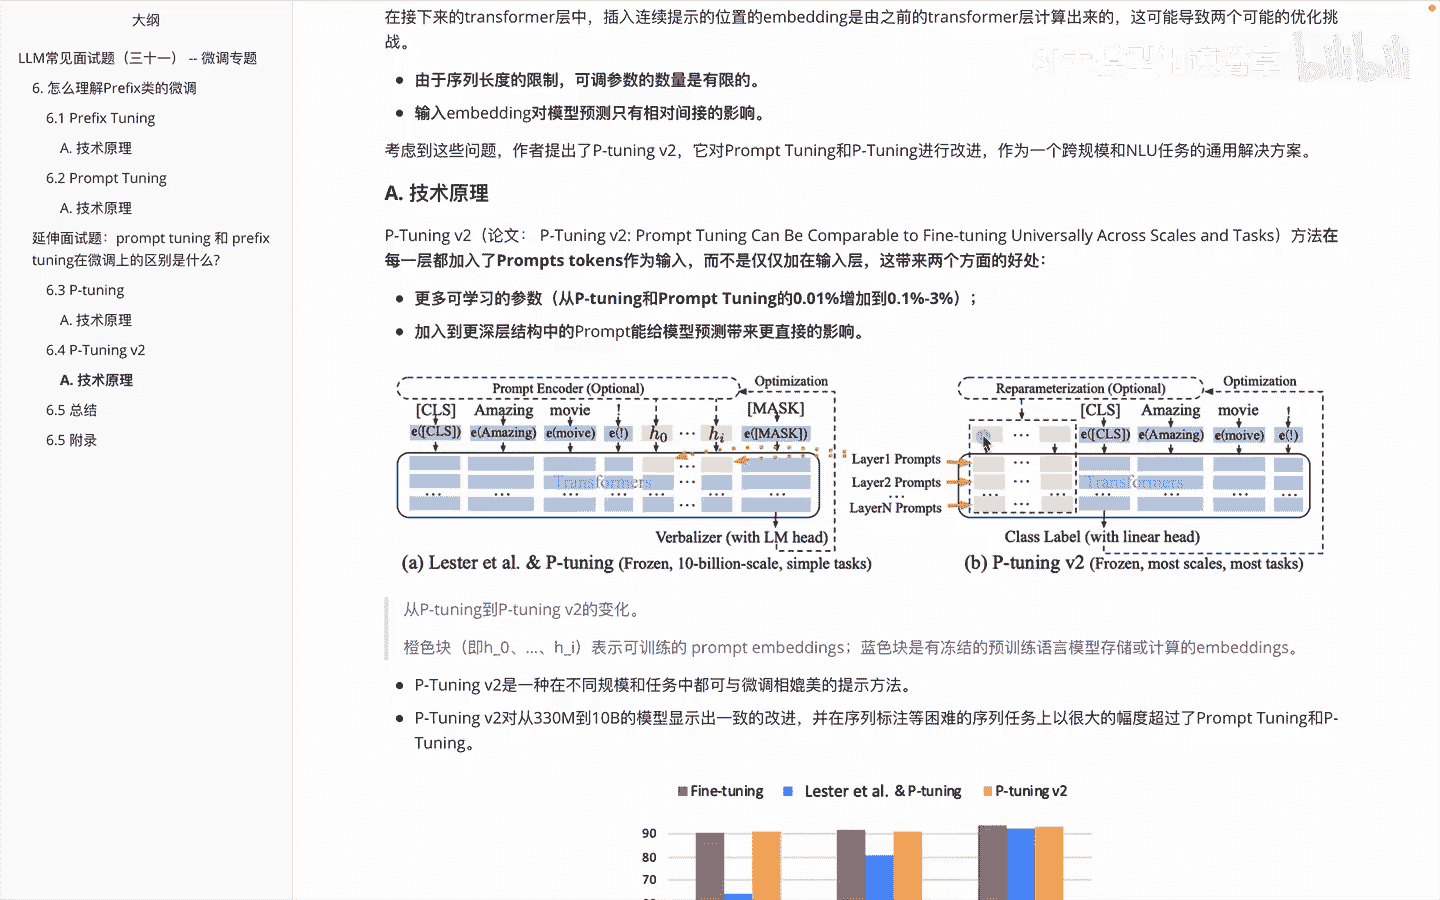 大纲
LLM常见面试题（三十一） -- 微调专题
6. 怎么理解Prefix类的微调
6.1 Prefix Tuning
A. 技术原理
6.2 Prompt Tuning
A. 技术原理
延伸面试题：prompt tuning 和 prefix
tuning在微调上的区别是什么?
6.3 P-tuning
A. 技术原理
6.4 P-Tuning v2
A. 技术原理
6.5 总结
6.5 附录
在接下来的transformer层中，插入连续提示的位置的embedding是由之前的transformer层计算出来的，这可能导致两个可能的优化挑
战。
由于序列长度的限制，可调参数的数量是有限的。
输入embedding对模型预测只有相对间接的影响。
考虑到这些问题，作者提出了P-tuning v2，它对Prompt Tuning和P-Tuning进行改进，作为一个跨规模和NLU任务的通用解决方案。
A. 技术原理
P-Tuning v2（论文： P-Tuning v2: Prompt Tuning Can Be Comparable to Fine-tuning Universally Across Scales and Tasks）方法在
每一层都加入了Prompts tokens作为输入，而不是仅仅加在输入层，这带来两个方面的好处：
更多可学习的参数（从P-tuning和Prompt Tuning的0.01%增加到0.1%-3%）；
加入到更深层结构中的Prompt能给模型预测带来更直接的影响。
Prompt Encoder (Optional)
Optimization
[CLS] Amazing movie ! [MASK]
e([CLS]) e(Amazing) e(moive) e(!) h0 ... hi e([MASK])
Transformers
... ... ... ... ... ... ...
Verbalizer (with LM head)
(a) Lester et al. & P-tuning (Frozen, 10-billion-scale, simple tasks)
Layer1 Prompts
Layer2 Prompts
...
LayerN Prompts
Reparameterization (Optional)
Optimization
[CLS] Amazing movie !
... e([CLS]) e(Amazing) e(movie) e(!)
Transformers
Class Label (with linear head)
(b) P-tuning v2 (Frozen, most scales, most tasks)
从P-tuning到P-tuning v2的变化。
橙色块（即h_0、...、h_i）表示可训练的 prompt embeddings；蓝色块是有冻结的预训练语言模型存储或计算的embeddings。
P-Tuning v2是一种在不同规模和任务中都可与微调相媲美的提示方法。
P-Tuning v2对从330M到10B的模型显示出一致的改进，并在序列标注等困难的序列任务上以很大的幅度超过了Prompt Tuning和P-
Tuning。
Fine-tuning Lester et al. & P-tuning P-tuning v2
90
80
70
bilibili